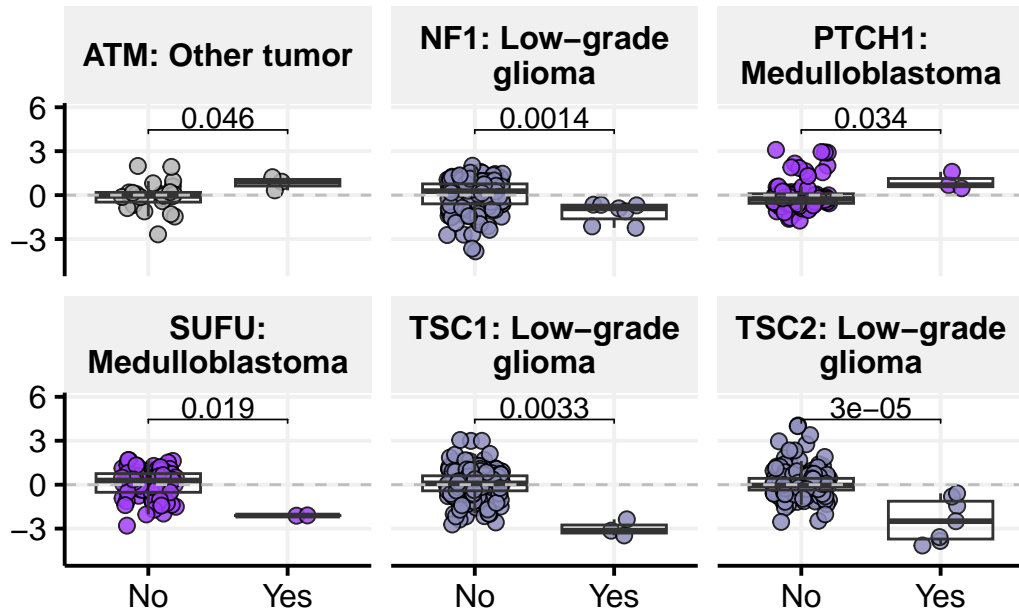 ATM: Other tumor
NF1: Low−grade
glioma
PTCH1:
Medulloblastoma
6
3
0
−3
0.046
0.0014
0.034
SUFU:
Medulloblastoma
TSC1: Low−grade
glioma
TSC2: Low−grade
glioma
6
3
0
−3
0.019
0.0033
3e−05
No
Yes
No
Yes
No
Yes